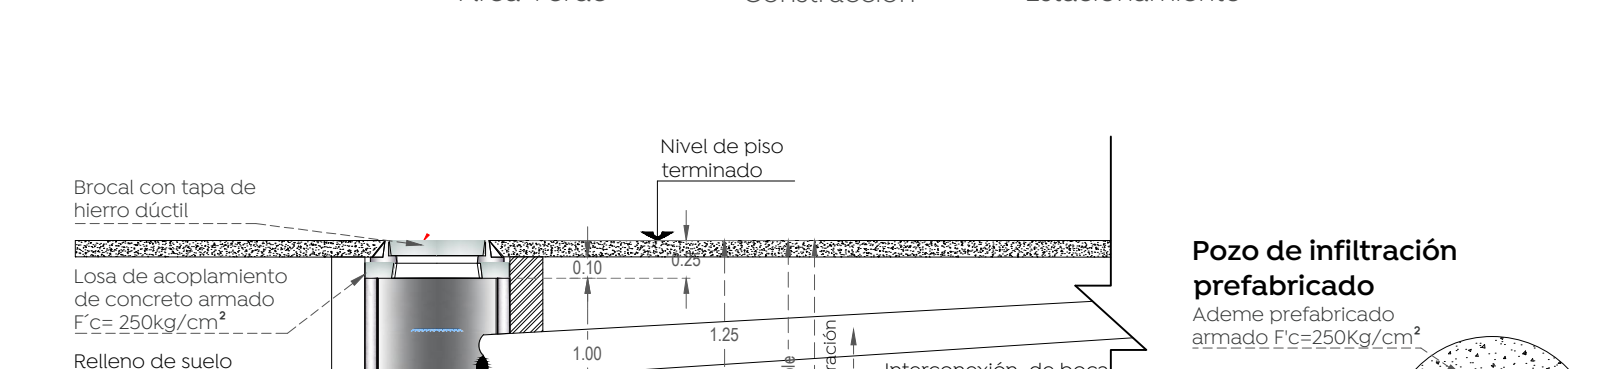 Nivel de piso
terminado
Brocal con tapa de
hierro dúctil
Losa de acoplamiento
de concreto armado
F´c= 250kg/cm²
Relleno de suelo
0.10
0.25
1.25
1.00
Pozo de infiltración
prefabricado
Ademe prefabricado
armado F'c=250Kg/cm²